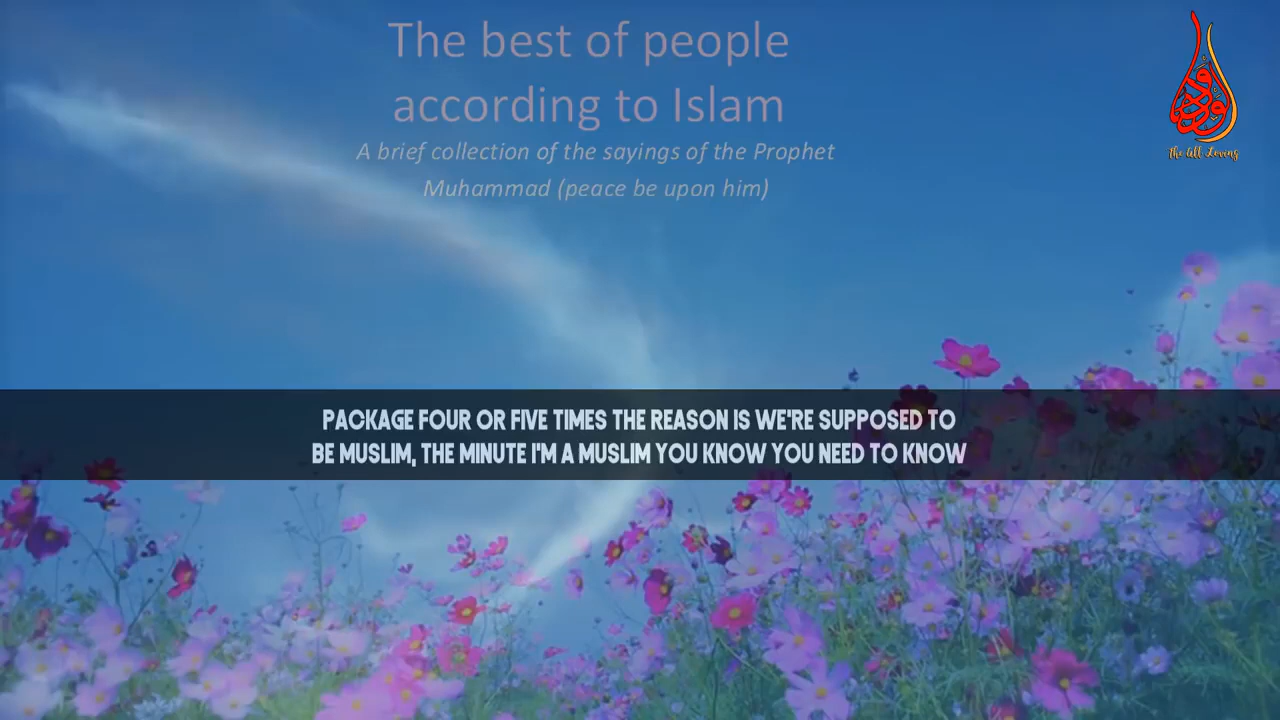 The best of people
according to Islam
A brief collection of the sayings of the Prophet
Muhammad (peace be upon him)
The All Loving
PACKAGE FOUR OR FIVE TIMES THE REASON IS WE'RE SUPPOSED TO
BE MUSLIM, THE MINUTE I'M A MUSLIM YOU KNOW YOU NEED TO KNOW